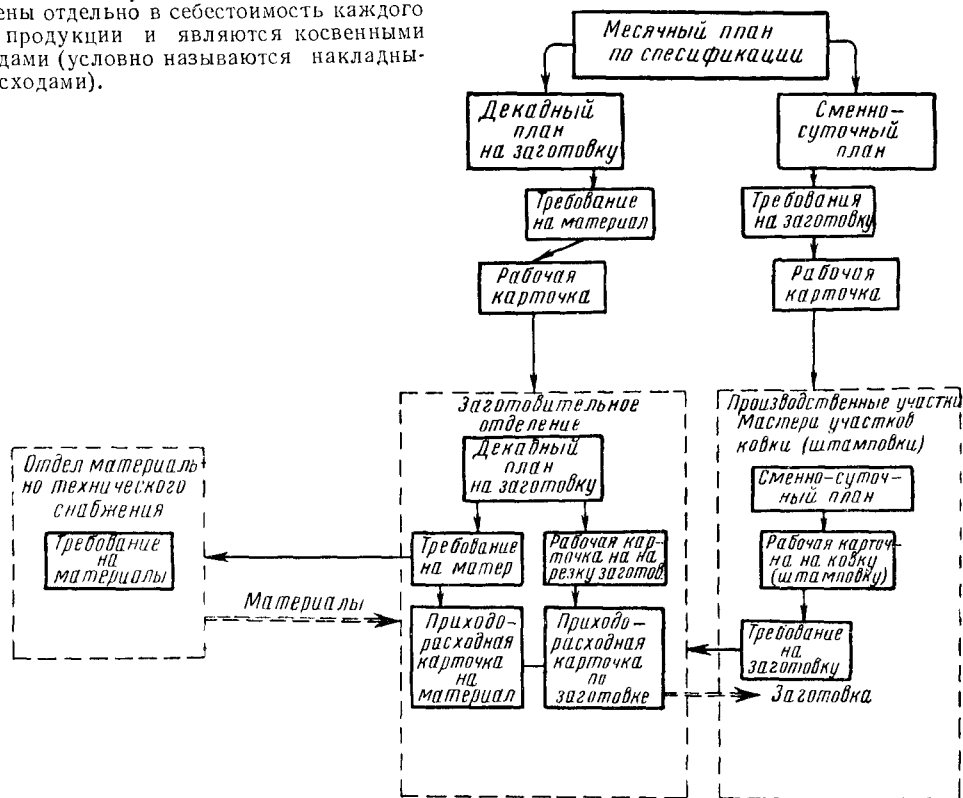 ены отдельно в себестоимость каждого
продукции и являются косвенными
дами (условно называются накладны-
сходами).
Месячный план
по спесификации
Декадный
план
на заготовку
Сменно-
суточный
план
Требование
на материал
Требования
на заготовку
Рабочая
карточка
Рабочая
карточка
Заготовительное
отделение
Декадный
план
на заготовку
Требование
на матер
Рабочая кар-
точка на на
резку заготов.
Приходо-
расходная
карточка
на
материал
Приходо-
расходная
карточка
по
заготовке
Отдел материаль
но технического
снабжения
Требование
на
материалы
Материалы
Производственные участки
Мастера участков
ковки (штамповки)
Сменно-суточ-
ный план
Рабочая карточ-
на на ковку
(штамповку)
Требование
на
заготовку
Заготовка